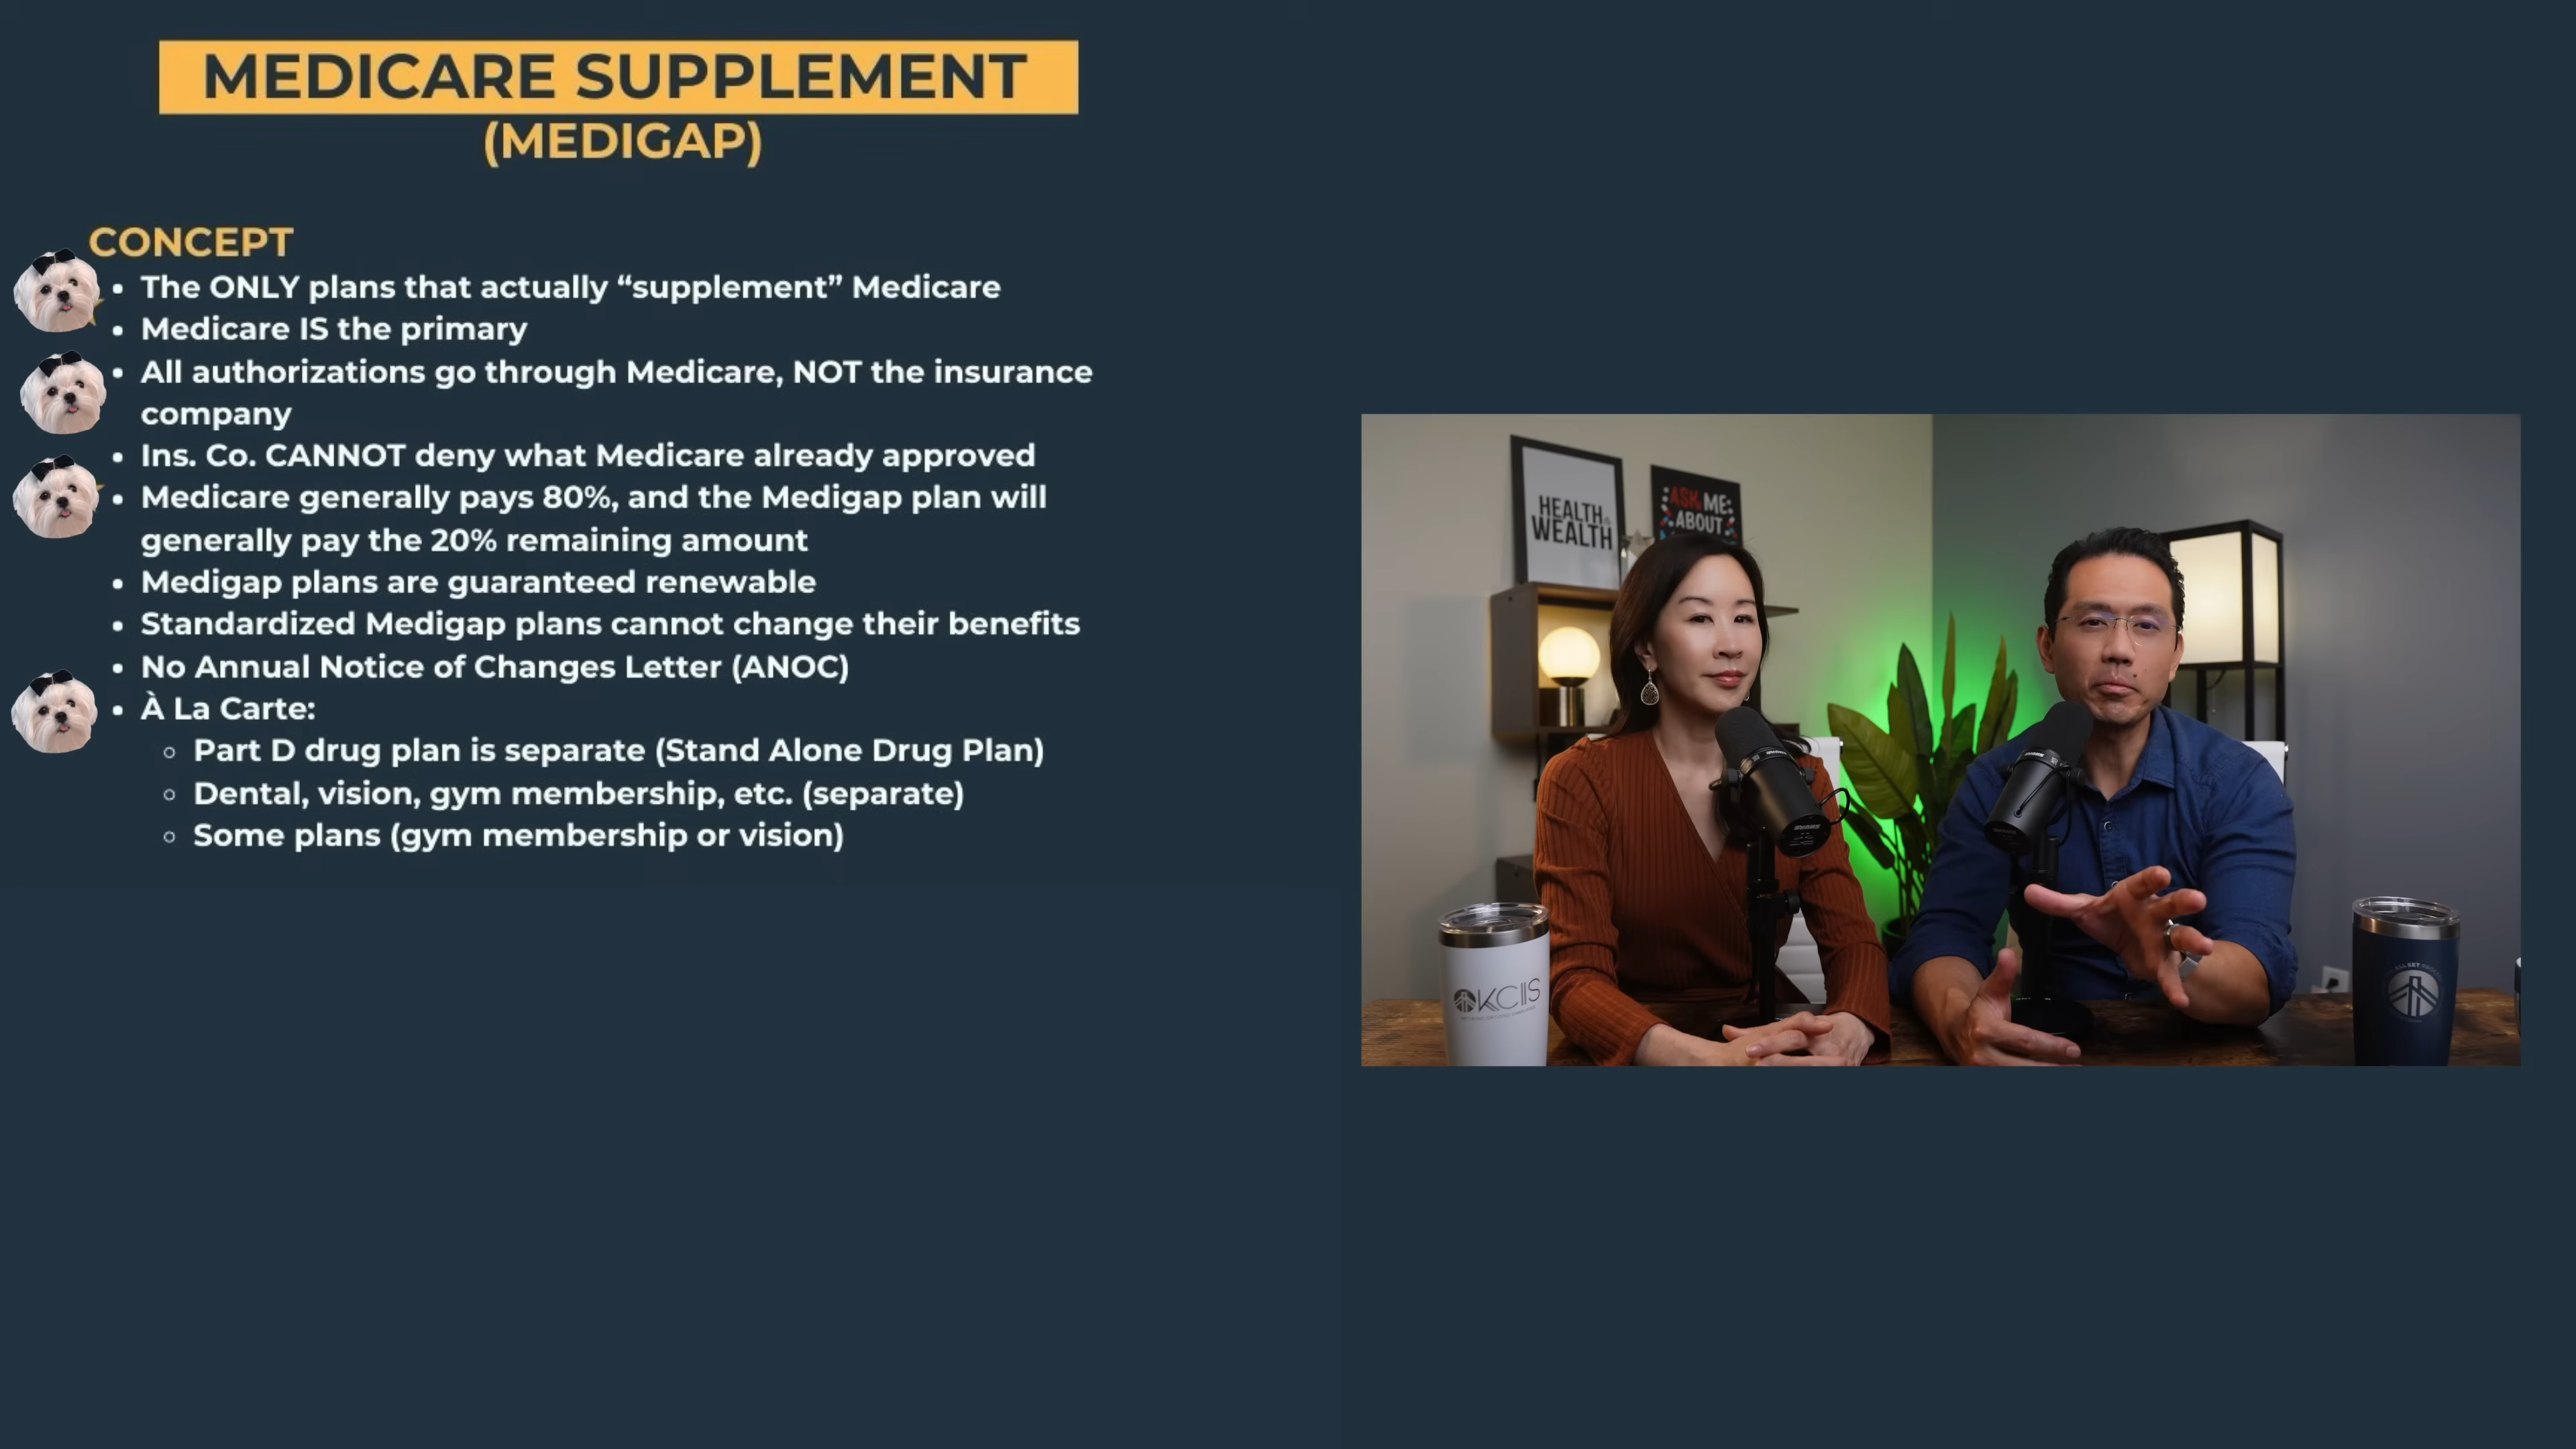 MEDICARE SUPPLEMENT
(MEDIGAP)
CONCEPT
• The ONLY plans that actually “supplement” Medicare
• Medicare IS the primary
• All authorizations go through Medicare, NOT the insurance
company
• Ins. Co. CANNOT deny what Medicare already approved
• Medicare generally pays 80%, and the Medigap plan will
generally pay the 20% remaining amount
• Medigap plans are guaranteed renewable
• Standardized Medigap plans cannot change their benefits
• No Annual Notice of Changes Letter (ANOC)
• À La Carte:
○ Part D drug plan is separate (Stand Alone Drug Plan)
○ Dental, vision, gym membership, etc. (separate)
○ Some plans (gym membership or vision)
HEALTH &
WEALTH
ASK ME
ABOUT
KCIIS